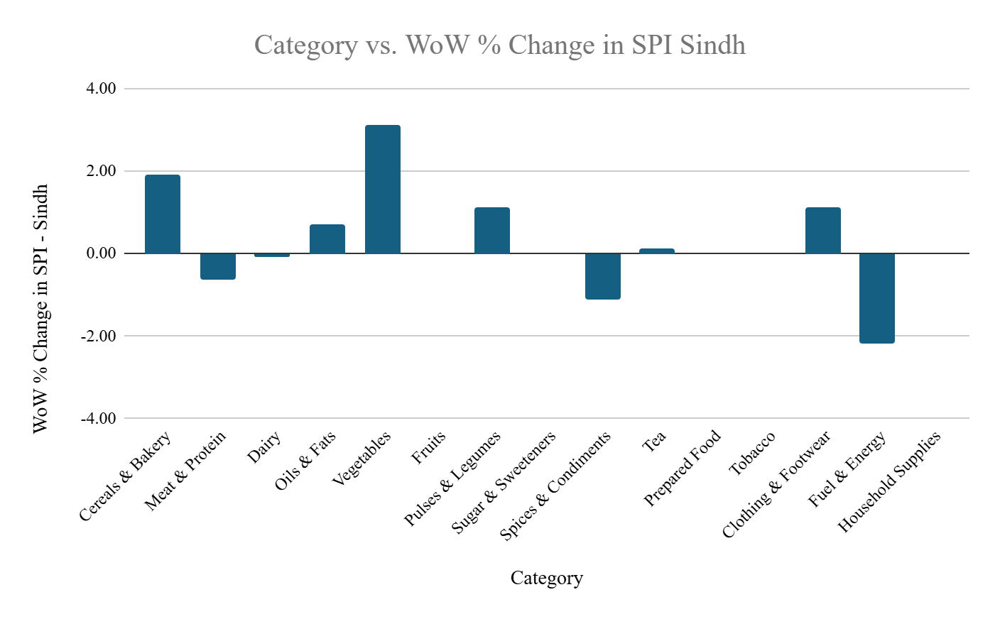 Category vs. WoW % Change in SPI Sindh
WoW % Change in SPI - Sindh
4.00
2.00
0.00
-2.00
-4.00
Cereals & Bakery
Meat & Protein
Dairy
Oils & Fats
Vegetables
Fruits
Pulses & Legumes
Sugar & Sweeteners
Spices & Condiments
Tea
Prepared Food
Tobacco
Clothing & Footwear
Fuel & Energy
Household Supplies
Category